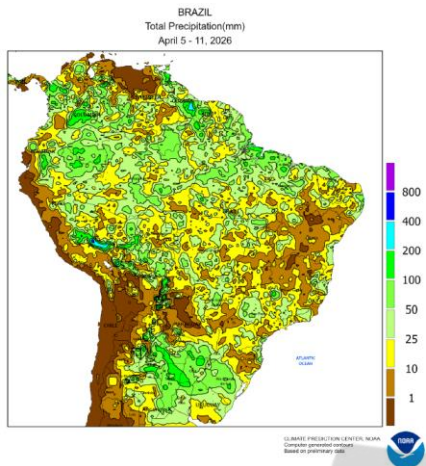 BRAZIL
Total Precipitation(mm)
April 5 - 11, 2026
800
400
200
100
50
25
10
1
ATLANTIC
OCEAN
CLIMATE PREDICTION CENTER, NOAA
Computer generated contours
Based on preliminary data
NOAA